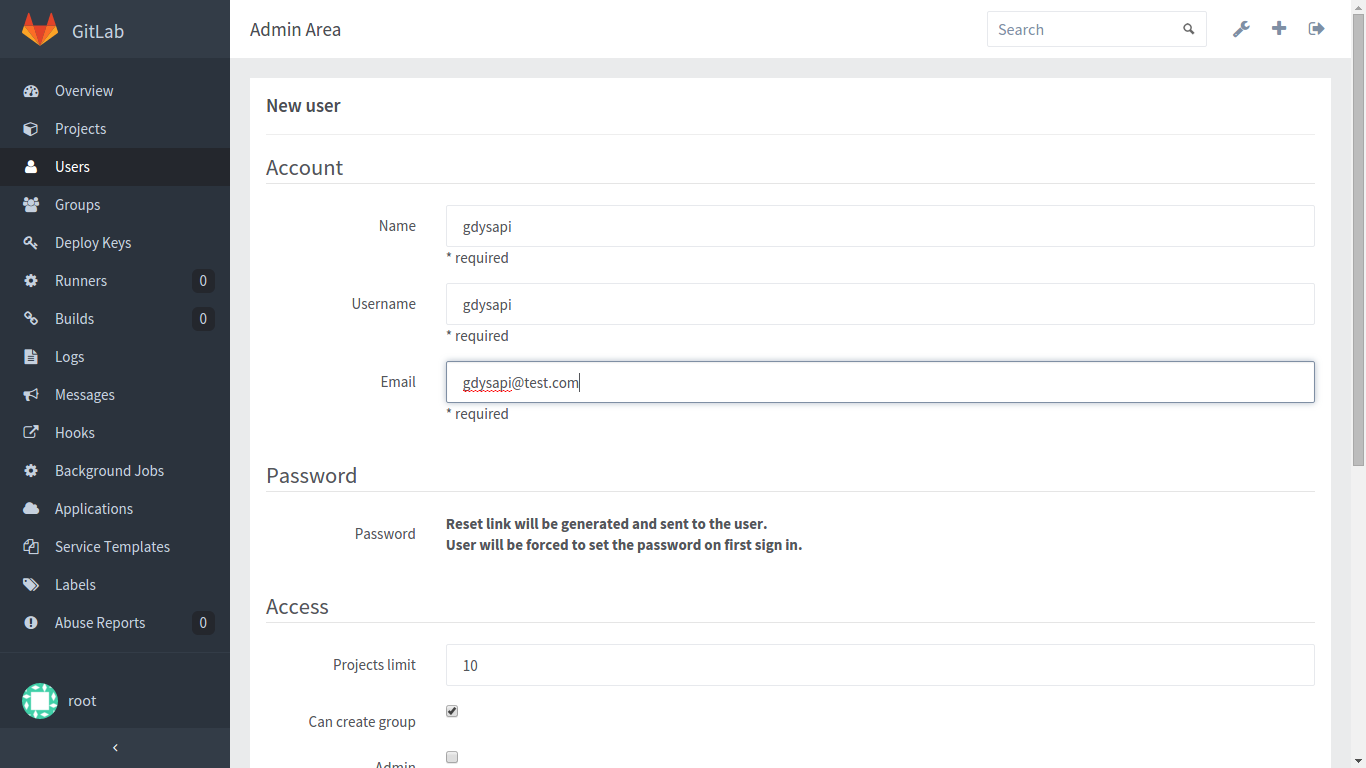 GitLab
Admin Area
Search
Overview
Projects
Users
Groups
Deploy Keys
Runners 0
Builds 0
Logs
Messages
Hooks
Background Jobs
Applications
Service Templates
Labels
Abuse Reports 0
root
New user
Account
Name gdysapi
* required
Username gdysapi
* required
Email gdysapi@test.com
* required
Password
Password Reset link will be generated and sent to the user.
User will be forced to set the password on first sign in.
Access
Projects limit 10
Can create group
Admin